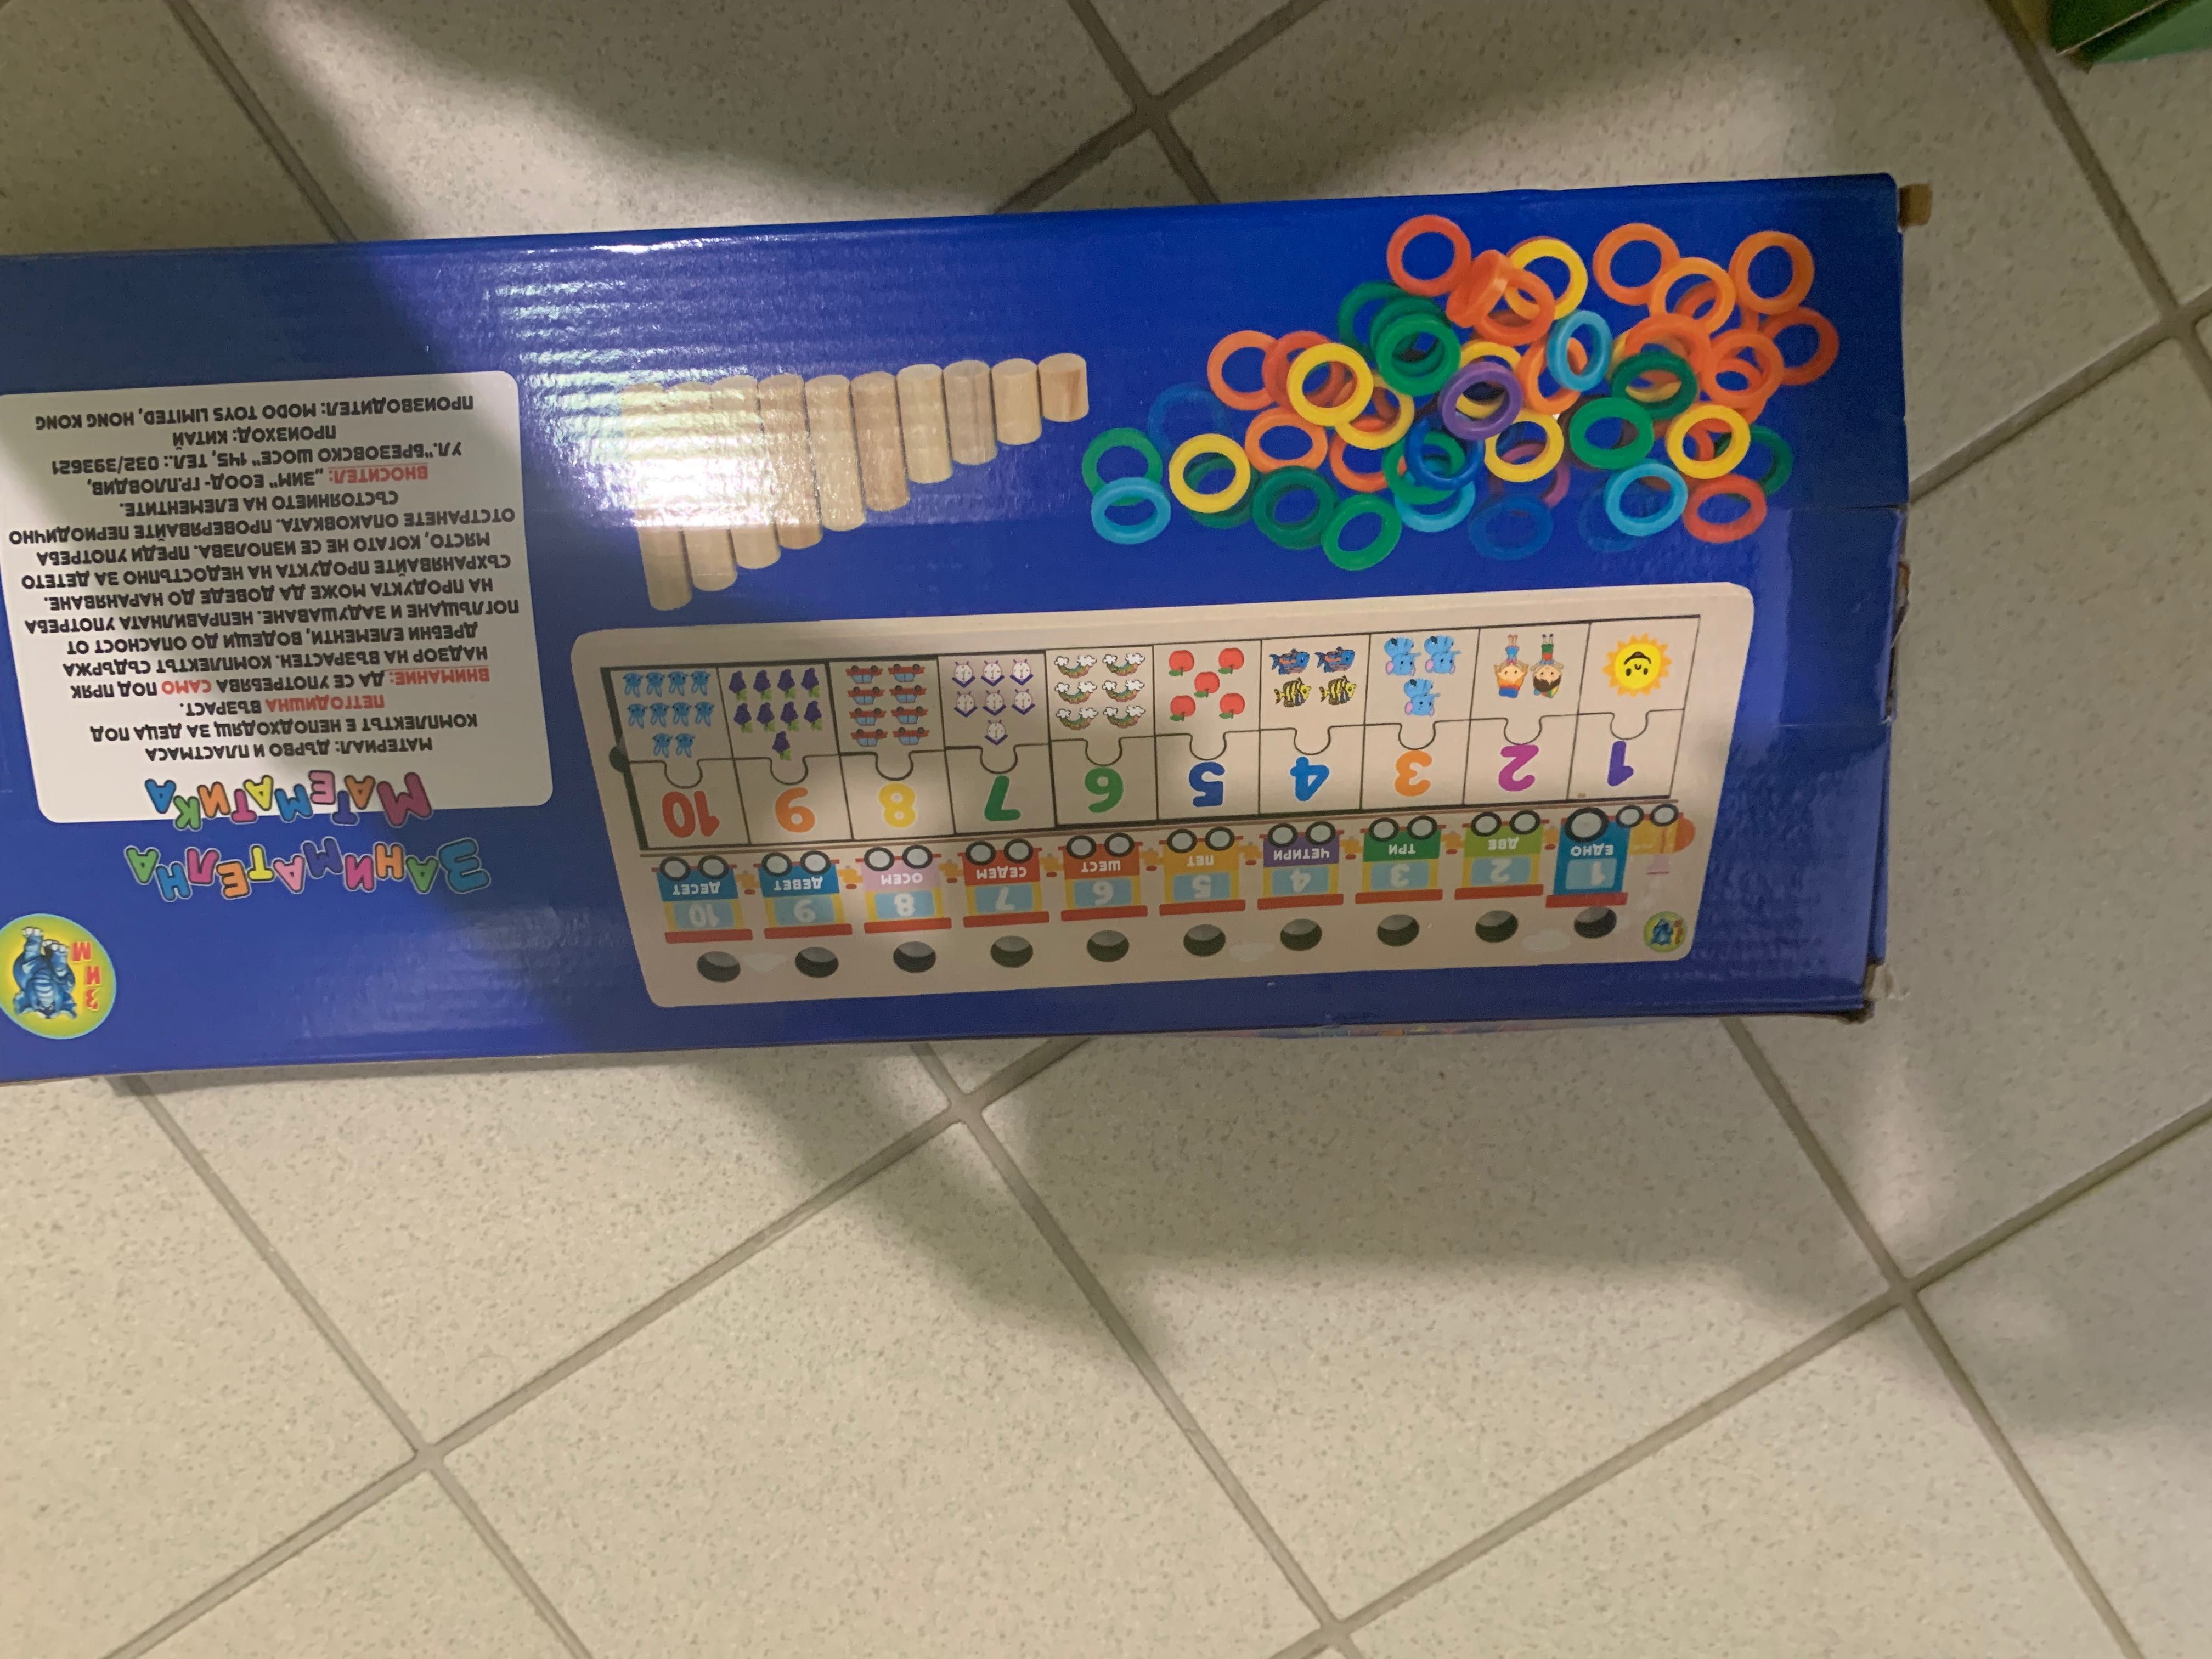 ЗИМ
ЗАНИМАТЕЛНА
МАТЕМАТИКА
МАТЕРИАЛ: ДЪРВО И ПЛАСТМАСА
КОМПЛЕКТЪТ Е НЕПОДХОДЯЩ ЗА ДЕЦА ПОД
ПЕТГОДИШНА ВЪЗРАСТ.
ВНИМАНИЕ: ДА СЕ УПОТРЕБЯВА САМО ПОД ПРЯК
НАДЗОР НА ВЪЗРАСТЕН. КОМПЛЕКТЪТ СЪДЪРЖА
ДРЕБНИ ЕЛЕМЕНТИ, ВОДЕЩИ ДО ОПАСНОСТ ОТ
ПОГЛЪЩАНЕ И ЗАДУШАВАНЕ. НЕПРАВИЛНАТА УПОТРЕБА
НА ПРОДУКТА МОЖЕ ДА ДОВЕДЕ ДО НАРАНЯВАНЕ.
СЪХРАНЯВАЙТЕ ПРОДУКТА НА НЕДОСТЪПНО ЗА ДЕТЕТО
МЯСТО, КОГАТО НЕ СЕ ИЗПОЛЗВА. ПРЕДИ УПОТРЕБА
ОТСТРАНЕТЕ ОПАКОВКАТА. ПРОВЕРЯВАЙТЕ ПЕРИОДИЧНО
СЪСТОЯНИЕТО НА ЕЛЕМЕНТИТЕ.
ВНОСИТЕЛ: „ЗИМ" ЕООД- ГР.ПЛОВДИВ,
УЛ."БРЕЗОВСКО ШОСЕ" 145, ТЕЛ.: 032/393621
ПРОИЗХОД: КИТАЙ
ПРОИЗВОДИТЕЛ: MODO TOYS LIMITED, HONG KONG
1 2 3 4 5 6 7 8 9 10
ЕДНО ДВЕ ТРИ ЧЕТИРИ ПЕТ ШЕСТ СЕДЕМ ОСЕМ ДЕВЕТ ДЕСЕТ
1 2 3 4 5 6 7 8 9 10